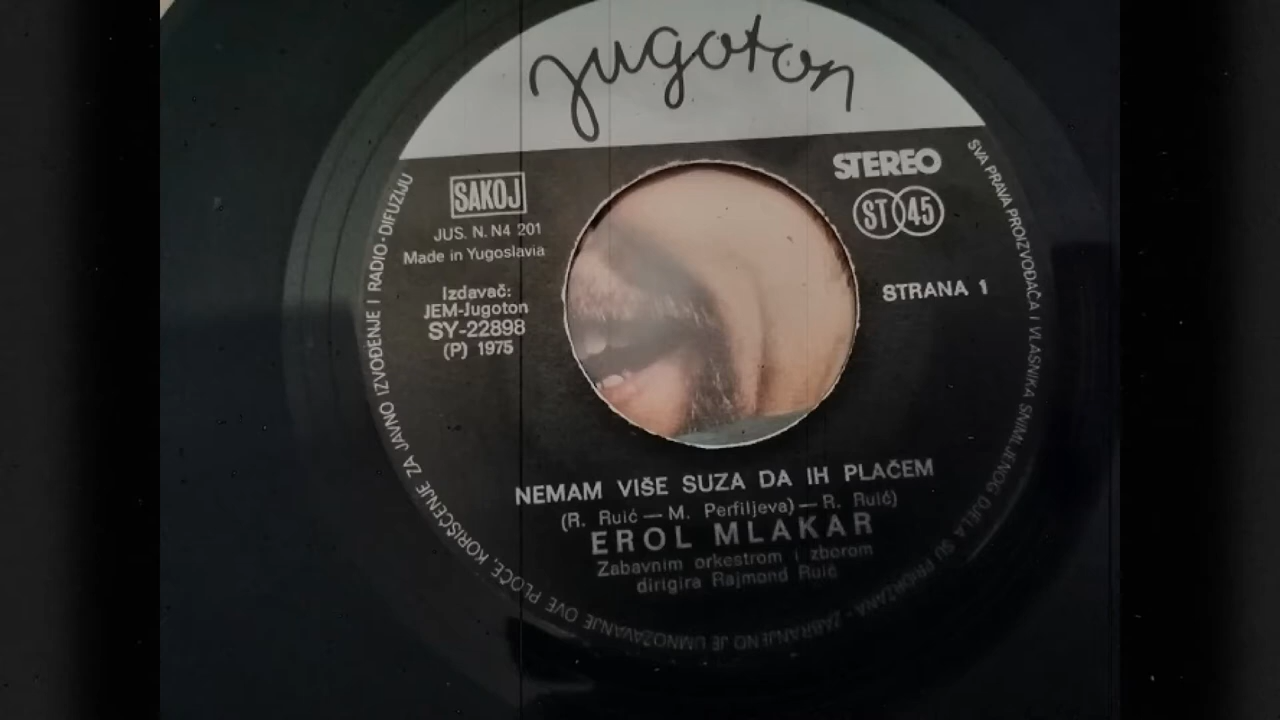 jugoton
SAKOJ
JUS. N. N4 201
Made in Yugoslavia
Izdavač:
JEM-Jugoton
SY-22898
(P) 1975
STEREO
ST 45
STRANA 1
NEMAM VIŠE SUZA DA IH PLAČEM
(R. Ruić — M. Perfiljeva) — R. Ruić)
EROL MLAKAR
Zabavnim orkestrom i zborom
dirigira Rajmond Ruić
SVA PRAVA PROIZVOĐAČA I VLASNIKA SNIMLJENOG DJELA SU PRIDRŽANA - ZABRANJENO JE UMNOŽAVANJE OVE PLOČE, KORIŠĆENJE ZA JAVNO IZVOĐENJE I RADIO-DIFUZIJU